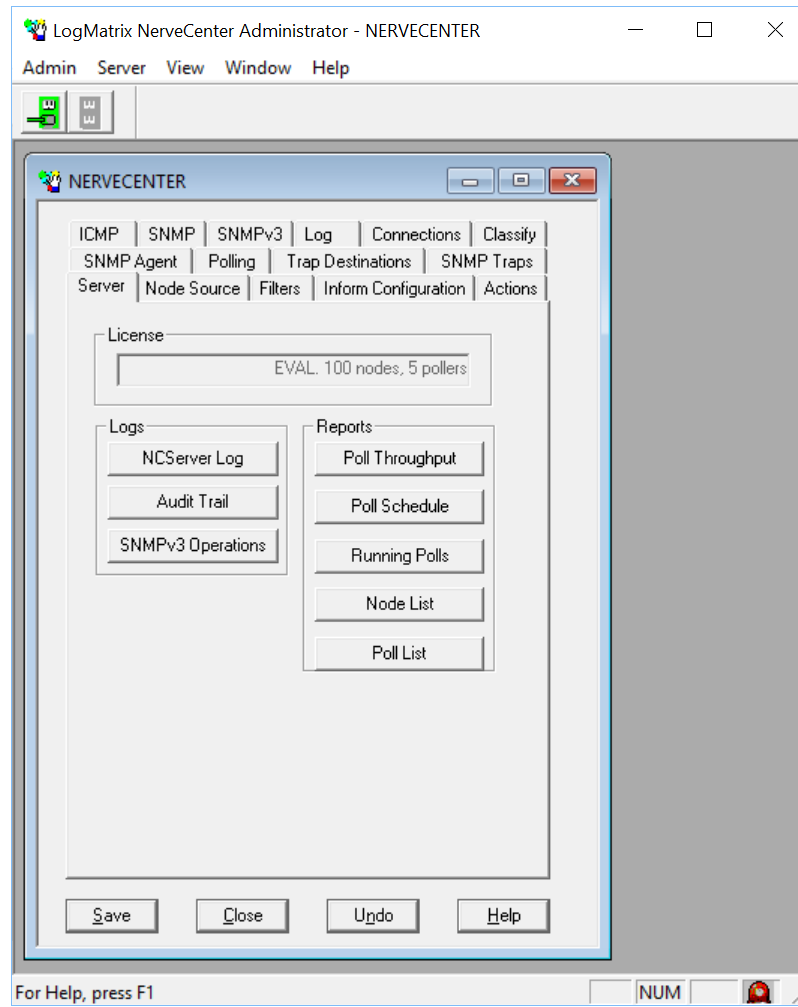 LogMatrix NerveCenter Administrator - NERVECENTER
Admin Server View Window Help
NERVECENTER
ICMP SNMP SNMPv3 Log Connections Classify
SNMP Agent Polling Trap Destinations SNMP Traps
Server Node Source Filters Inform Configuration Actions
License
EVAL. 100 nodes, 5 pollers
Logs Reports
NCServer Log Poll Throughput
Audit Trail Poll Schedule
SNMPv3 Operations Running Polls
Node List
Poll List
Save Close Undo Help
For Help, press F1 NUM